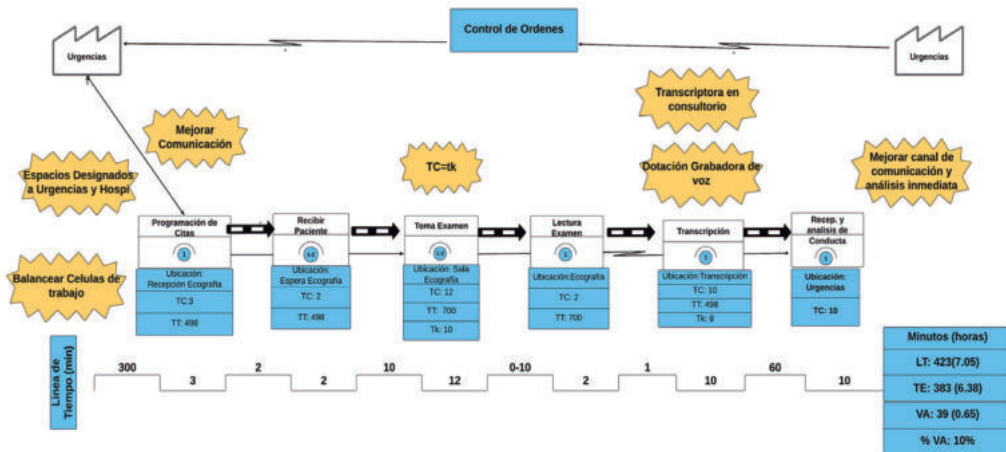 Control de Ordenes
Urgencias
Urgencias
Transcriptora en
consultorio
Mejorar
Comunicación
Espacios Designados
a Urgencias y Hospi
TC=tk
Dotación Grabadora de
voz
Mejorar canal de
comunicación y
análisis inmediata
Balancear Celulas de
trabajo
Programación de
Citas
1
Ubicación:
Recepción Ecografía
TC:3
TT: 498
Recibir
Paciente
1-2
Ubicación:
Espera Ecografía
TC: 2
TT: 498
Toma Examen
1-2
Ubicación: Sala
Ecografía
TC: 12
TT: 700
Tk: 10
Lectura
Examen
1
Ubicación:Ecografía
TC: 2
TT: 700
Transcripción
1
Ubicación:Transcripción
TC: 10
TT: 498
Tk: 8
Recep. y
analisis de
Conducta
1
Ubicación:
Urgencias
TC: 10
Linea de
Tiempo (min)
300
3
2
2
10
12
0-10
2
1
10
60
10
Minutos (horas)
LT: 423(7.05)
TE: 383 (6.38)
VA: 39 (0.65)
% VA: 10%